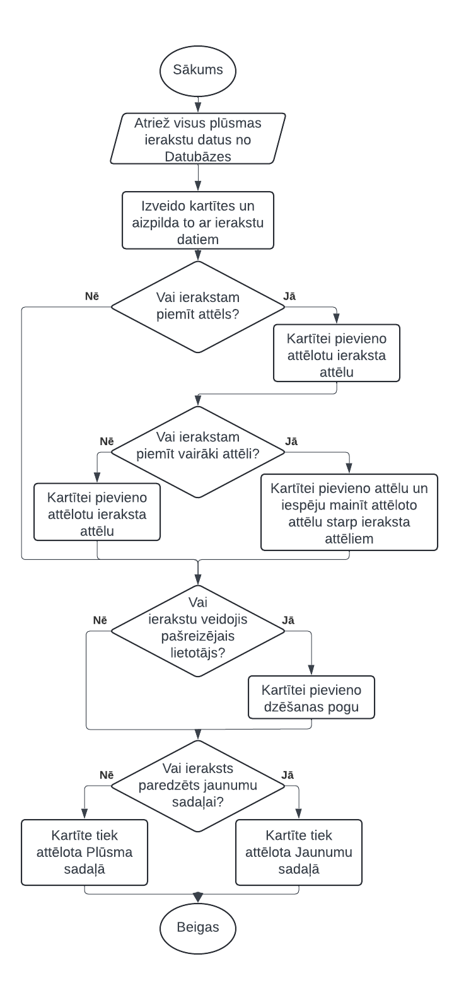 Sākums
Atriež visus plūsmas
ierakstu datus no
Datubāzes
Izveido kartītes un
aizpilda to ar ierakstu
datiem
Nē
Jā
Vai ierakstam
piemīt attēls?
Kartītei pievieno
attēlotu ieraksta
attēlu
Nē
Jā
Vai ierakstam
piemīt vairāki attēli?
Kartītei pievieno
attēlotu ieraksta
attēlu
Kartītei pievieno attēlu un
iespēju mainīt attēloto
attēlu starp ieraksta
attēliem
Nē
Jā
Vai
ierakstu veidojis
pašreizējais
lietotājs?
Kartītei pievieno
dzēšanas pogu
Nē
Jā
Vai ieraksts
paredzēts jaunumu
sadaļai?
Kartīte tiek
attēlota Plūsma
sadaļā
Kartīte tiek
attēlota Jaunumu
sadaļā
Beigas